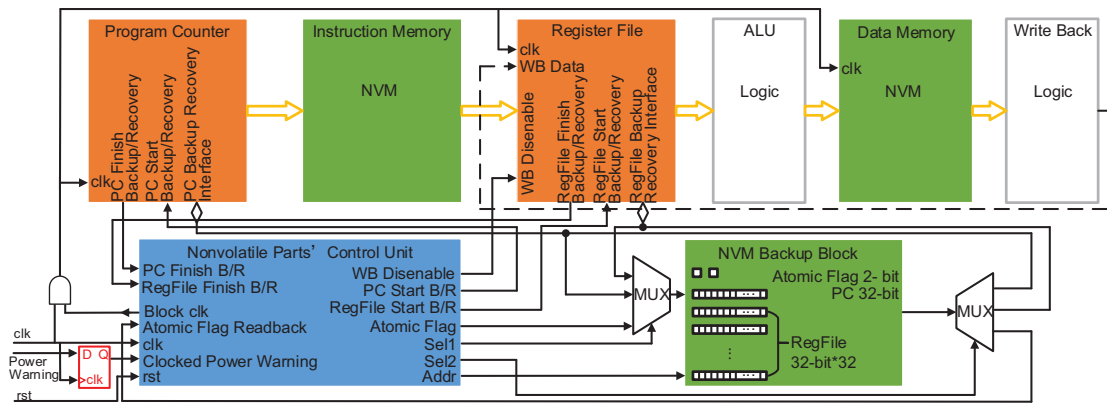 Program Counter
Instruction Memory
Register File
ALU
Data Memory
Write Back
clk
WB Data
clk
NVM
Logic
NVM
Logic
WB Disenable
RegFile Finish
Backup/Recovery
RegFile Start
Backup/Recovery
RegFile Backup
Recovery Interface
clk
PC Finish
Backup/Recovery
PC Start
Backup/Recovery
PC Backup Recovery
Interface
Nonvolatile Parts' Control Unit
NVM Backup Block
PC Finish B/R
RegFile Finish B/R
WB Disenable
PC Start B/R
RegFile Start B/R
Block clk
Atomic Flag Readback
Atomic Flag
clk
clk
Sel1
Power
Warning
D Q
>clk
Clocked Power Warning
Sel2
rst
rst
Addr
MUX
Atomic Flag 2- bit
PC 32-bit
...
...
...
RegFile
32-bit*32
...
...
MUX